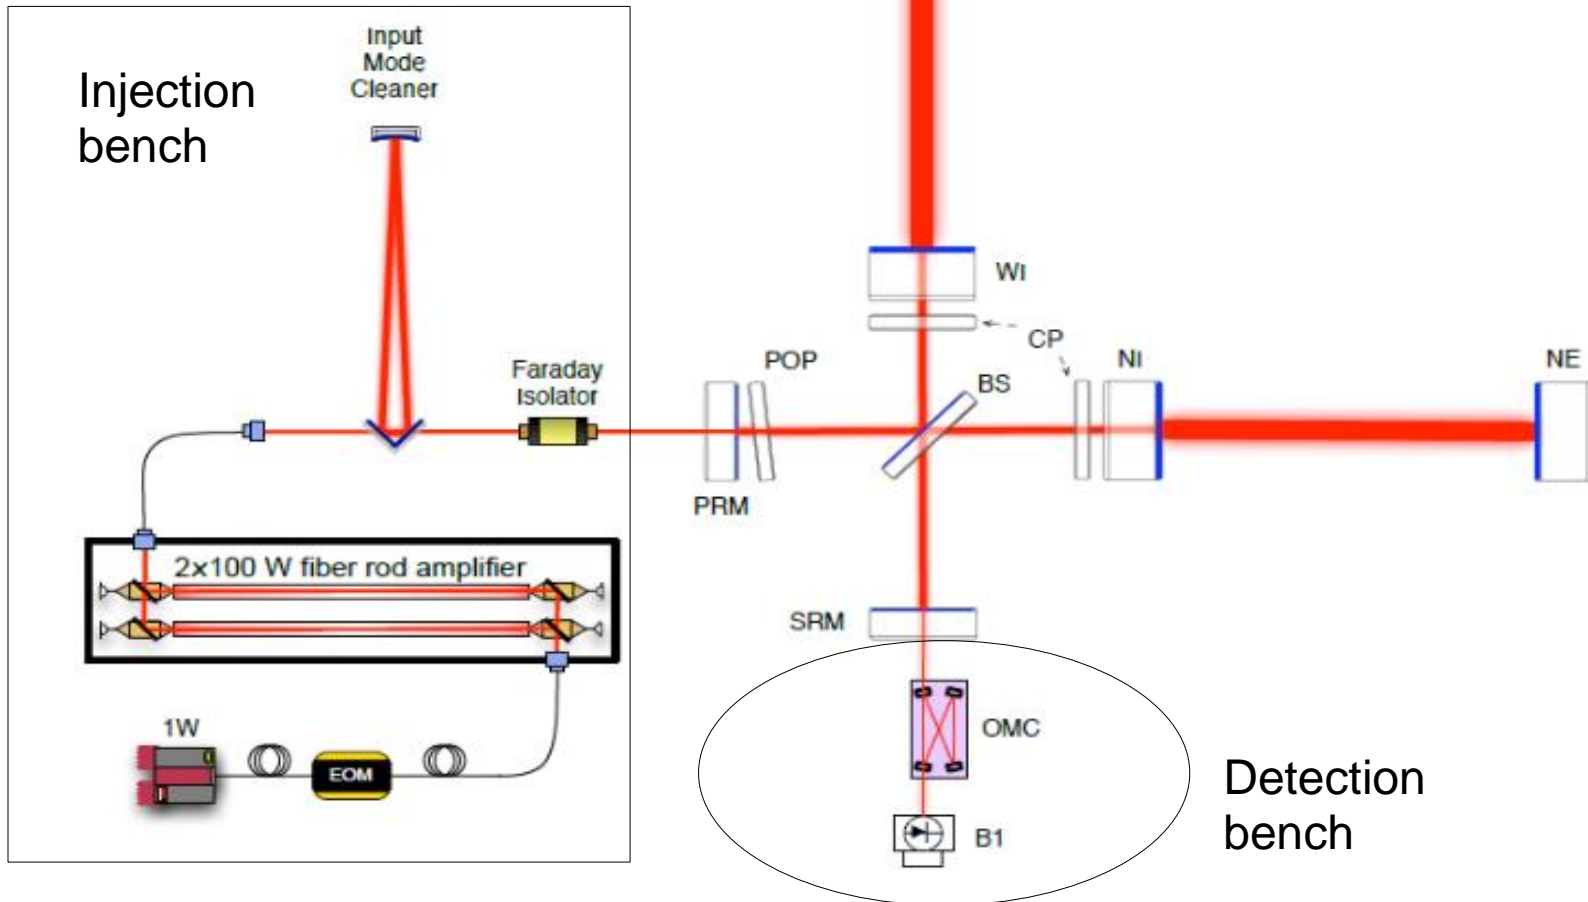 Injection
bench
Input
Mode
Cleaner
WI
CP
POP
BS
NI
NE
Faraday
Isolator
PRM
2x100 W fiber rod amplifier
SRM
1W
EOM
OMC
B1
Detection
bench